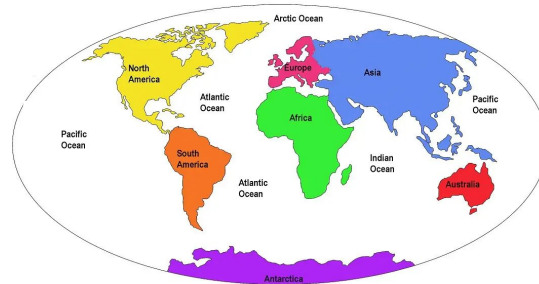 Arctic Ocean
North
America
Europe
Asia
Atlantic
Ocean
Pacific
Ocean
Africa
Pacific
Ocean
South
America
Indian
Ocean
Atlantic
Ocean
Australia
Antarctica